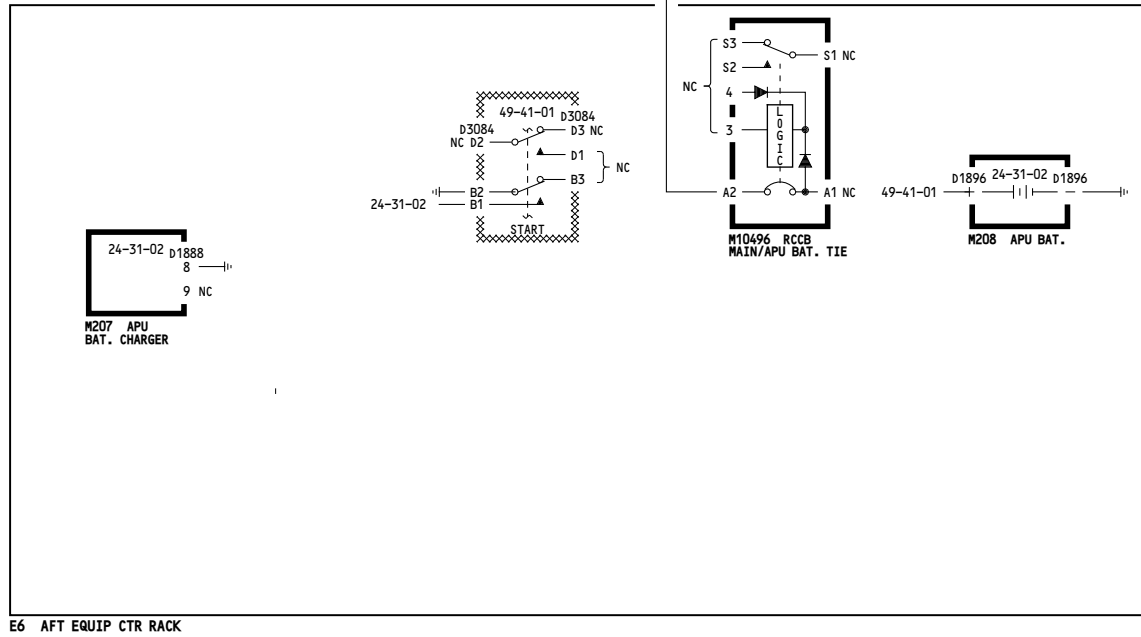 S3
S1 NC
S2
NC
4
3
LOGIC
A2
A1 NC
M10496 RCCB
MAIN/APU BAT. TIE
49-41-01
D3084
D3084
D3 NC
NC D2
D1
NC
B3
B2
24-31-02
B1
START
24-31-02
D1896
D1896
49-41-01
+
M208 APU BAT.
24-31-02
D1888
8
9 NC
M207 APU
BAT. CHARGER
E6 AFT EQUIP CTR RACK